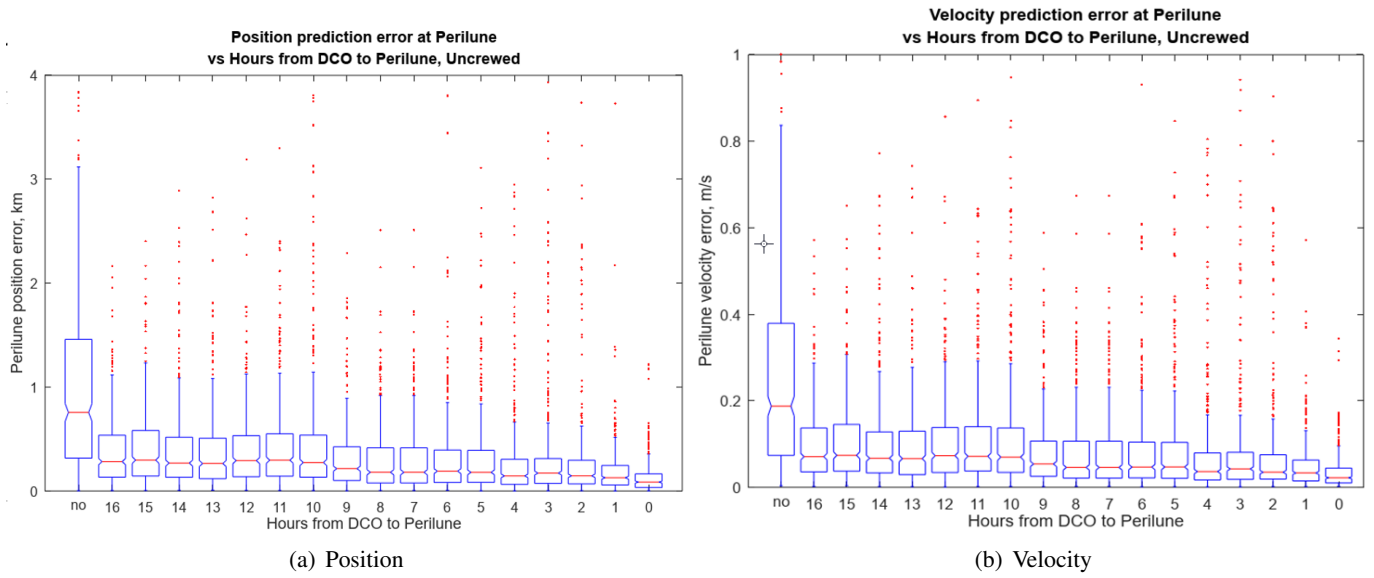 Position prediction error at Perilune
vs Hours from DCO to Perilune, Uncrewed
Perilune position error, km
4
3
2
1
0
no 16 15 14 13 12 11 10 9 8 7 6 5 4 3 2 1 0
Hours from DCO to Perilune
(a) Position
Velocity prediction error at Perilune
vs Hours from DCO to Perilune, Uncrewed
Perilune velocity error, m/s
1
0.8
0.6
0.4
0.2
0
no 16 15 14 13 12 11 10 9 8 7 6 5 4 3 2 1 0
Hours from DCO to Perilune
(b) Velocity